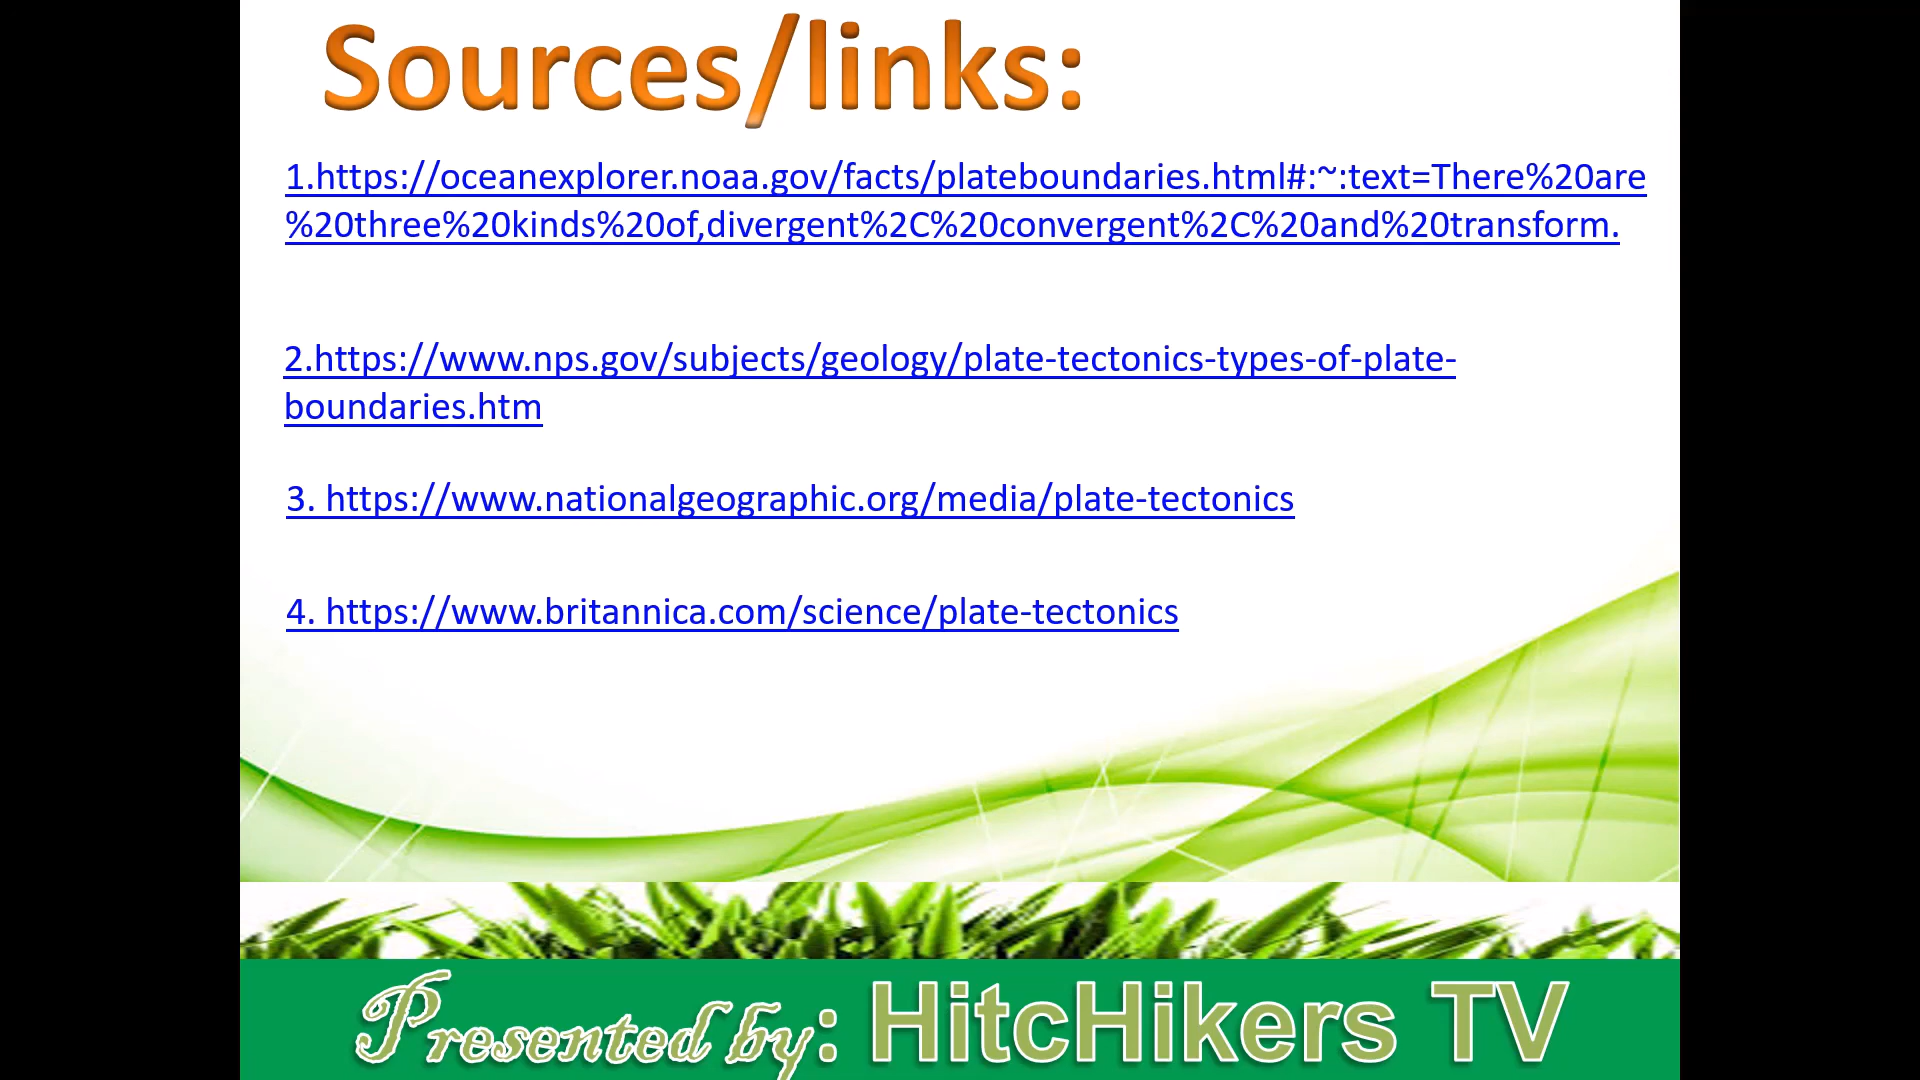 Sources/links:
1.https://oceanexplorer.noaa.gov/facts/plateboundaries.html#:~:text=There%20are
%20three%20kinds%20of,divergent%2C%20convergent%2C%20and%20transform.
2.https://www.nps.gov/subjects/geology/plate-tectonics-types-of-plate-
boundaries.htm
3. https://www.nationalgeographic.org/media/plate-tectonics
4. https://www.britannica.com/science/plate-tectonics
Presented by: HitcHikers TV